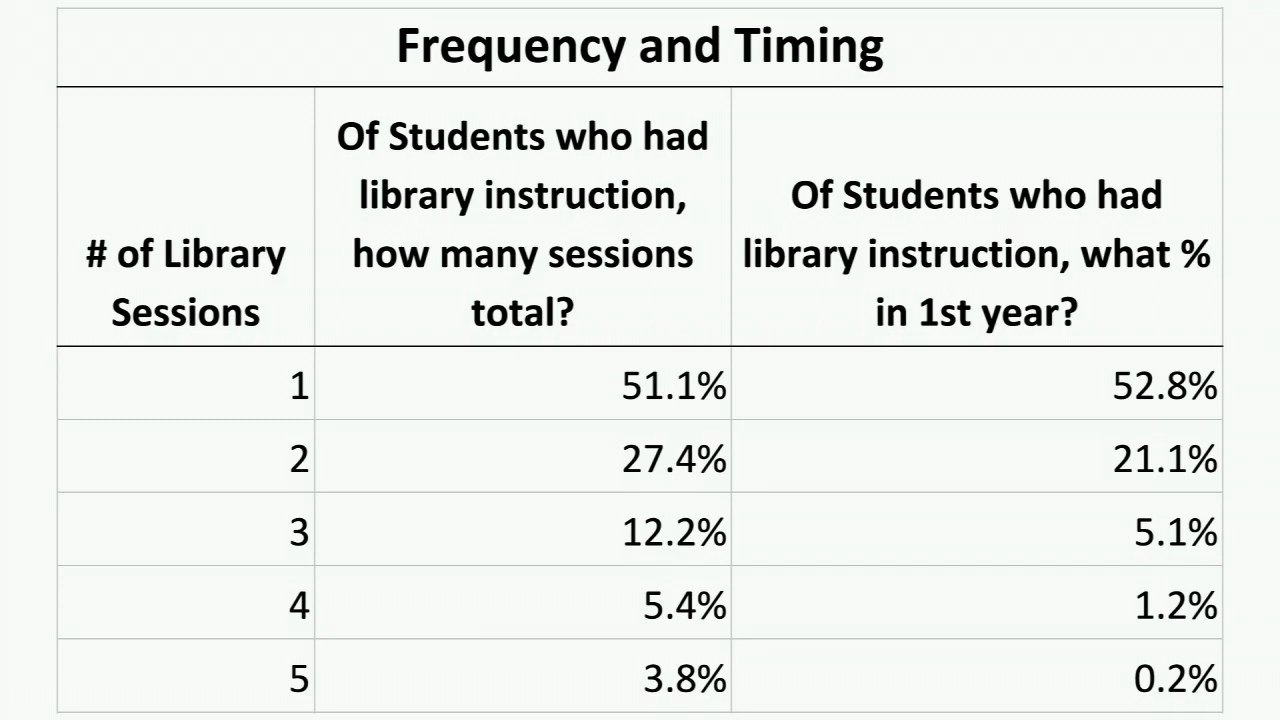 Frequency and Timing
# of Library
Sessions
Of Students who had
library instruction,
how many sessions
total?
Of Students who had
library instruction, what %
in 1st year?
1 51.1% 52.8%
2 27.4% 21.1%
3 12.2% 5.1%
4 5.4% 1.2%
5 3.8% 0.2%